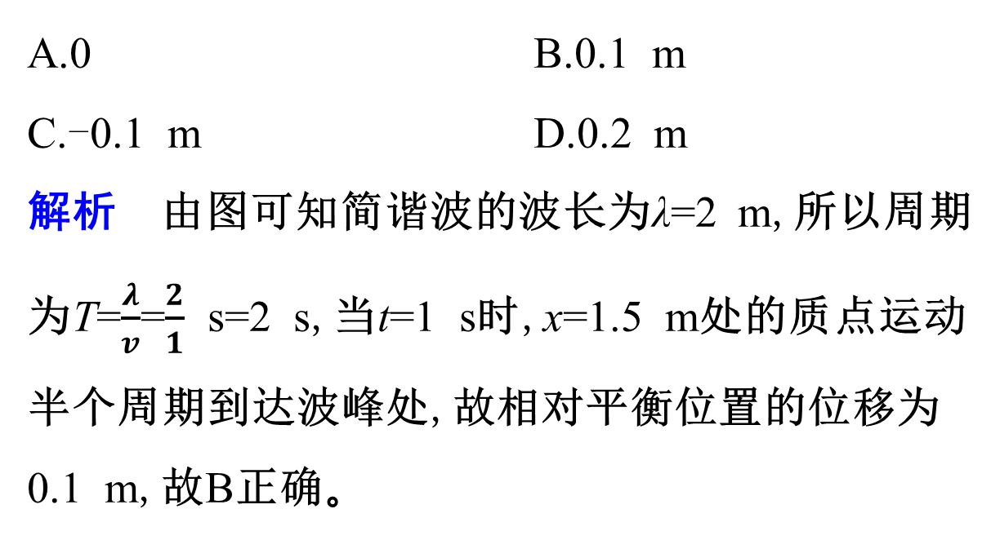 A.0 B.0.1 m
C.−0.1 m D.0.2 m
解析 由图可知简谐波的波长为λ=2 m,所以周期
为T=λ/v=2/1 s=2 s,当t=1 s时,x=1.5 m处的质点运动
半个周期到达波峰处,故相对平衡位置的位移为
0.1 m,故B正确。